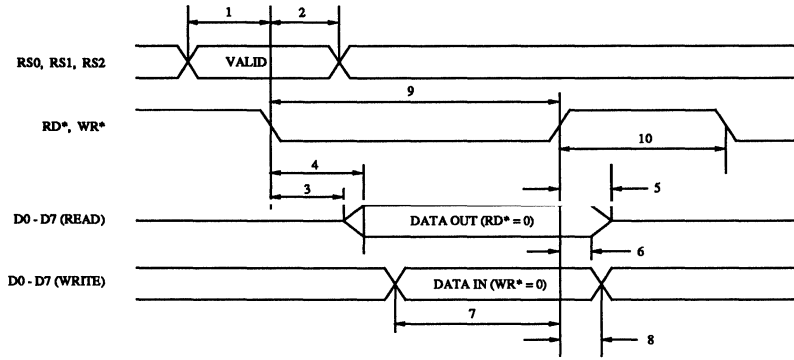 1 2
RS0, RS1, RS2 VALID
9
RD*, WR*
10
4
3 5
D0 - D7 (READ) DATA OUT (RD* = 0)
6
D0 - D7 (WRITE) DATA IN (WR* = 0)
7
8